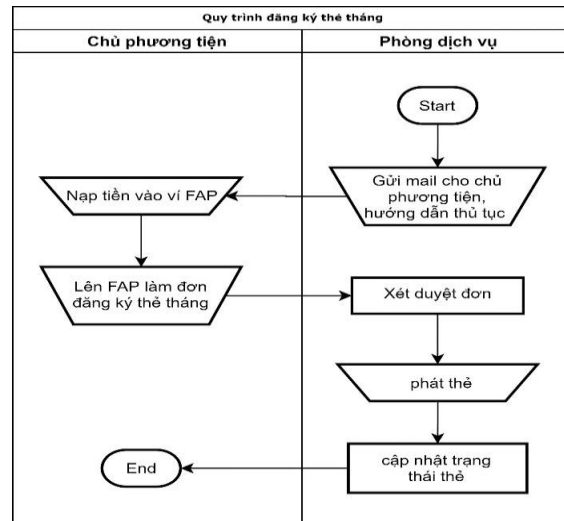 Quy trình đăng ký thẻ tháng
Chủ phương tiện
Phòng dịch vụ
Start
Gửi mail cho chủ
phương tiện,
hướng dẫn thủ tục
Nạp tiền vào ví FAP
Lên FAP làm đơn
đăng ký thẻ tháng
Xét duyệt đơn
phát thẻ
cập nhật trạng
thái thẻ
End